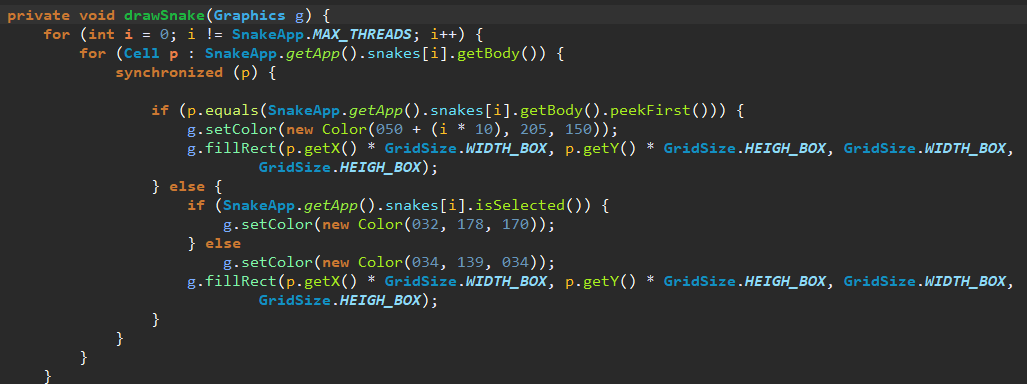 private void drawSnake(Graphics g) {
for (int i = 0; i != SnakeApp.MAX_THREADS; i++) {
for (Cell p : SnakeApp.getApp().snakes[i].getBody()) {
synchronized (p) {
if (p.equals(SnakeApp.getApp().snakes[i].getBody().peekFirst())) {
g.setColor(new Color(050 + (i * 10), 205, 150));
g.fillRect(p.getX() * GridSize.WIDTH_BOX, p.getY() * GridSize.HEIGH_BOX, GridSize.WIDTH_BOX,
GridSize.HEIGH_BOX);
} else {
if (SnakeApp.getApp().snakes[i].isSelected()) {
g.setColor(new Color(032, 178, 170));
} else
g.setColor(new Color(034, 139, 034));
g.fillRect(p.getX() * GridSize.WIDTH_BOX, p.getY() * GridSize.HEIGH_BOX, GridSize.WIDTH_BOX,
GridSize.HEIGH_BOX);
}
}
}
}